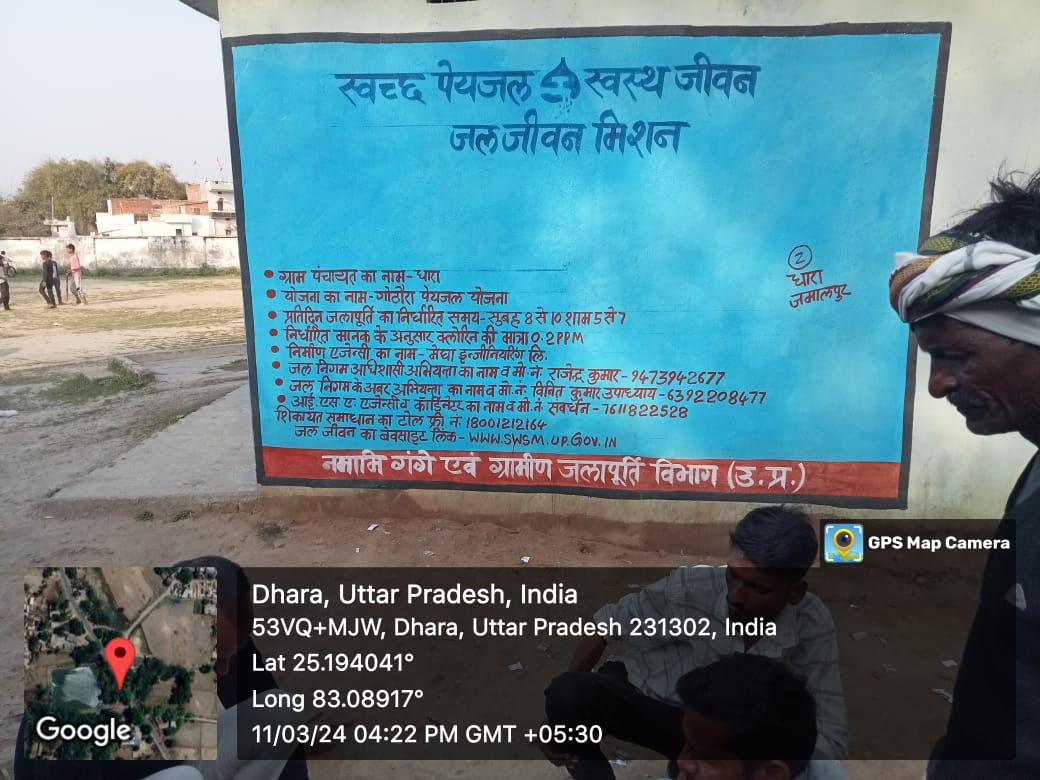 स्वच्छ पेयजल स्वस्थ जीवन
जल जीवन मिशन
ग्राम पंचायत का नाम - धारा
योजना का नाम - गोठौरा पेयजल योजना
प्रतिदिन जलापूर्ति का निर्धारित समय - सुबह 8 से 10 शाम 5 से 7
निर्धारित मानक के अनुसार क्लोरिन की मात्रा 0.2PPM
निर्माण एजेन्सी का नाम - मेघा इन्जीनियरिंग लि.
जल निगम अधिशासी अभियन्ता का नाम व मो. नं. राजेन्द्र कुमार - 9473942677
जल निगम के अवर अभियन्ता का नाम व मो. नं. विमित कुमार उपाध्याय - 6392208477
आई एस ए एजेन्सी व कार्डिनेटर का नाम व मो. नं. संवर्धन - 7611822528
शिकायत समाधान का टोल फ्री नं. 18001212164
जल जीवन का बेवसाइट लिंक - WWW.SWSM.UP.GOV.IN
नमामि गंगे एवं ग्रामीण जलापूर्ति विभाग (उ.प्र.)
2
धारा
जमालपुर
GPS Map Camera
Dhara, Uttar Pradesh, India
53VQ+MJW, Dhara, Uttar Pradesh 231302, India
Lat 25.194041°
Long 83.08917°
11/03/24 04:22 PM GMT +05:30
Google